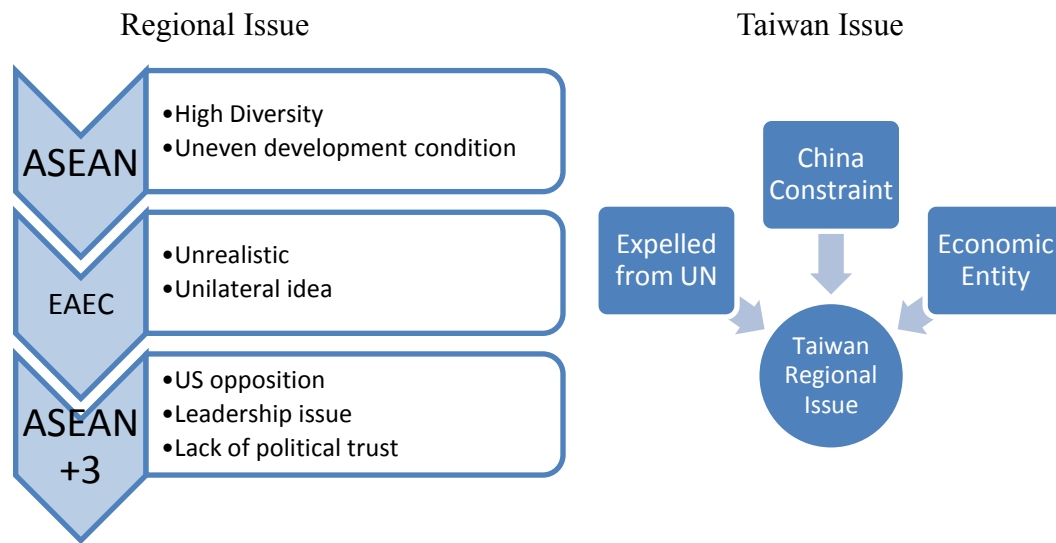 Regional Issue
ASEAN
•High Diversity
•Uneven development condition
EAEC
•Unrealistic
•Unilateral idea
ASEAN
+3
•US opposition
•Leadership issue
•Lack of political trust
Taiwan Issue
Expelled
from UN
China
Constraint
Economic
Entity
Taiwan
Regional
Issue